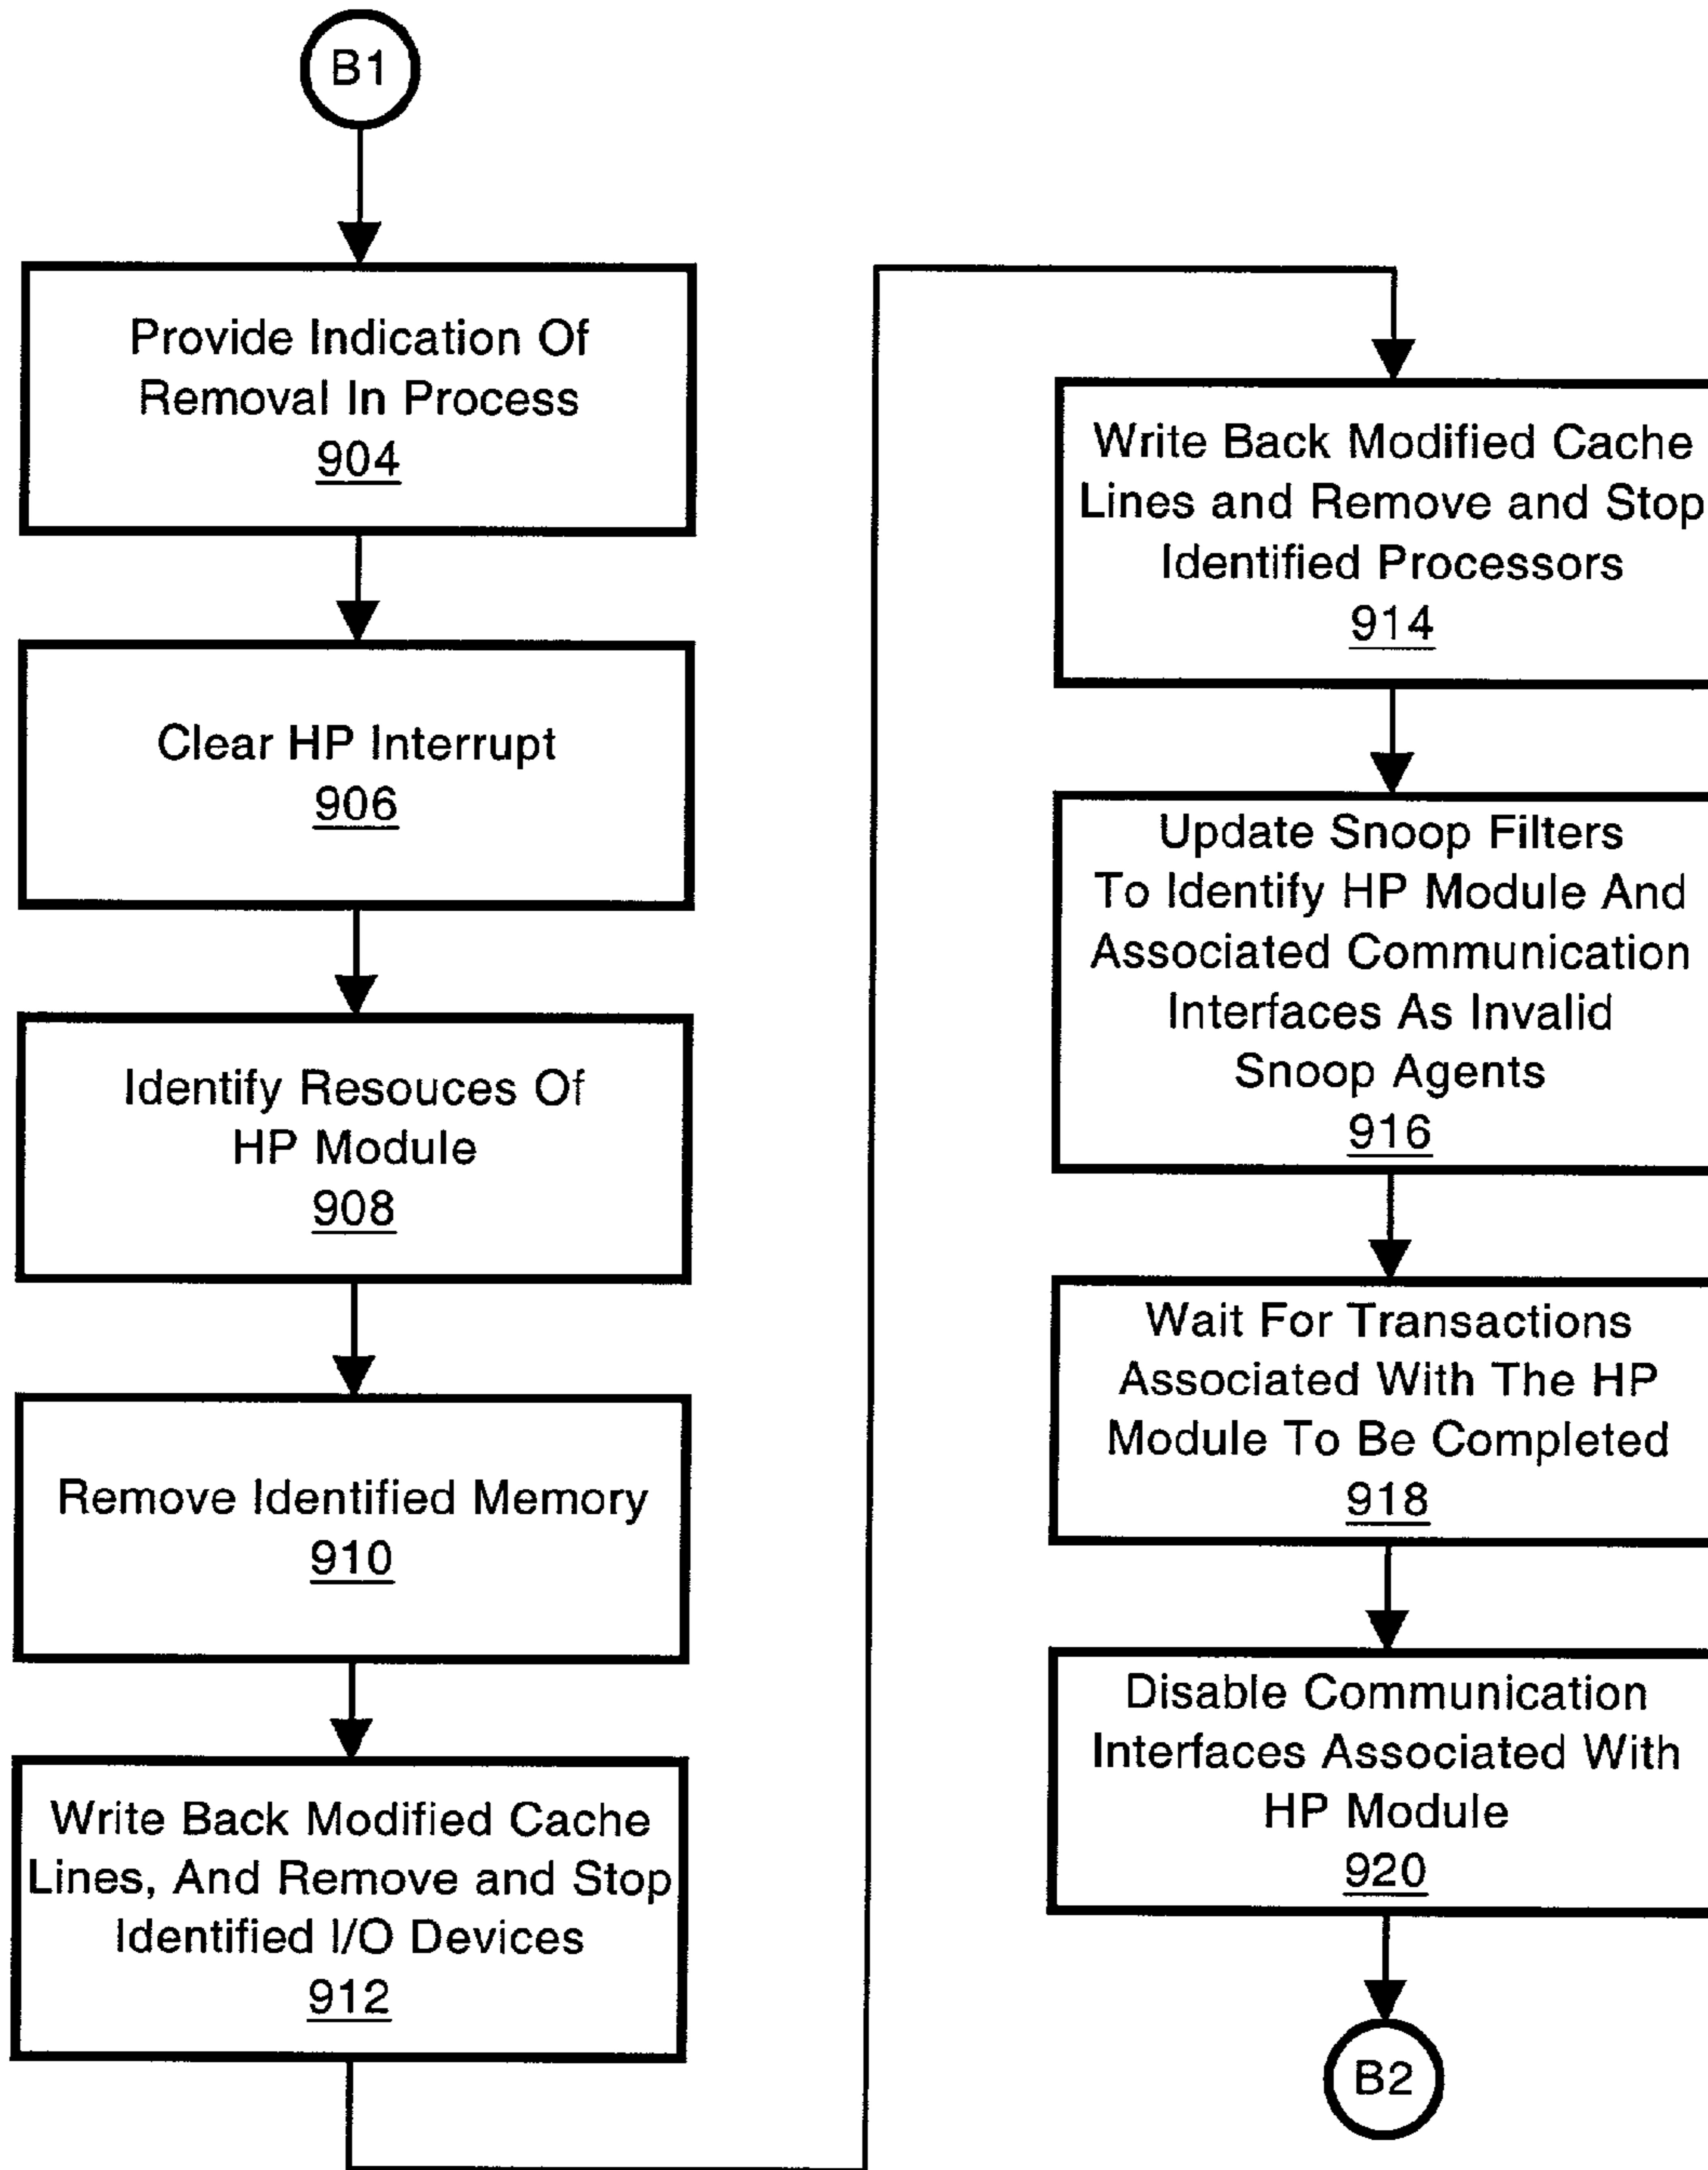 B1
Provide Indication Of
Removal In Process
904
Clear HP Interrupt
906
Identify Resouces Of
HP Module
908
Remove Identified Memory
910
Write Back Modified Cache
Lines, And Remove and Stop
Identified I/O Devices
912
Write Back Modified Cache
Lines and Remove and Stop
Identified Processors
914
Update Snoop Filters
To Identify HP Module And
Associated Communication
Interfaces As Invalid
Snoop Agents
916
Wait For Transactions
Associated With The HP
Module To Be Completed
918
Disable Communication
Interfaces Associated With
HP Module
920
B2